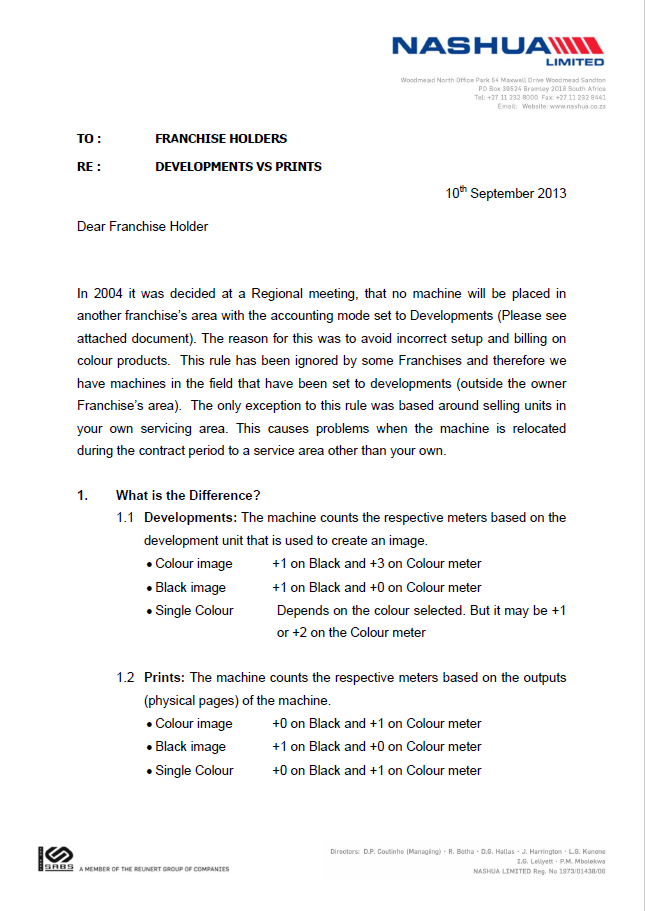 NASHUA
LIMITED
Woodmead North Office Park 54 Maxwell Drive Woodmead Sandton
PO Box 39524 Bramley 2018 South Africa
Tel: +27 11 232 8000 Fax: +27 11 232 8441
Email: Website: www.nashua.co.za
TO : FRANCHISE HOLDERS
RE : DEVELOPMENTS VS PRINTS
10th September 2013
Dear Franchise Holder
In 2004 it was decided at a Regional meeting, that no machine will be placed in
another franchise's area with the accounting mode set to Developments (Please see
attached document). The reason for this was to avoid incorrect setup and billing on
colour products. This rule has been ignored by some Franchises and therefore we
have machines in the field that have been set to developments (outside the owner
Franchise's area). The only exception to this rule was based around selling units in
your own servicing area. This causes problems when the machine is relocated
during the contract period to a service area other than your own.
1. What is the Difference?
1.1 Developments: The machine counts the respective meters based on the
development unit that is used to create an image.
• Colour image +1 on Black and +3 on Colour meter
• Black image +1 on Black and +0 on Colour meter
• Single Colour Depends on the colour selected. But it may be +1
or +2 on the Colour meter
1.2 Prints: The machine counts the respective meters based on the outputs
(physical pages) of the machine.
• Colour image +0 on Black and +1 on Colour meter
• Black image +1 on Black and +0 on Colour meter
• Single Colour +0 on Black and +1 on Colour meter
SABS
A MEMBER OF THE REUNERT GROUP OF COMPANIES
Directors: D.P. Coutinho (Managing) · R. Botha · D.G. Hallas · J. Harrington · L.G. Kunene
I.G. Lellyett · P.M. Mbolekwa
NASHUA LIMITED Reg. No 1973/01438/06